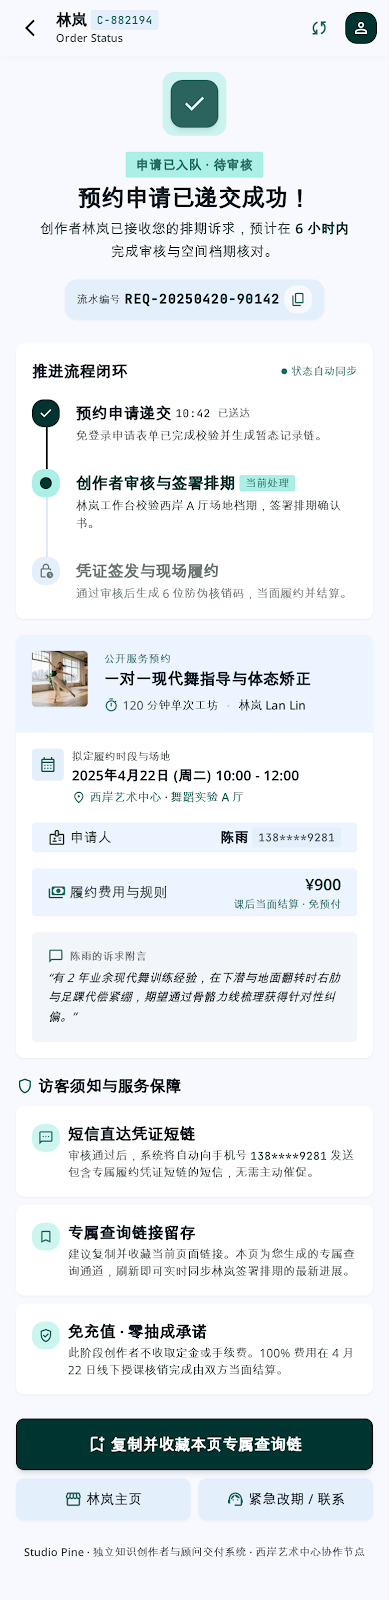 林岚 C-882194
Order Status
申请已入队 · 待审核
预约申请已递交成功！
创作者林岚已接收您的排期诉求，预计在 6 小时内
完成审核与空间档期核对。
流水编号 REQ-20250420-90142
推进流程闭环 状态自动同步
预约申请递交 10:42 已送达
免登录申请表单已完成校验并生成暂态记录链。
创作者审核与签署排期 当前处理
林岚工作台校验西岸 A 厅场地档期，签署排期确认
书。
凭证签发与现场履约
通过审核后生成 6 位防伪核销码，当面履约并结算。
公开服务预约
一对一现代舞指导与体态矫正
120 分钟单次工坊 · 林岚 Lan Lin
拟定履约时段与场地
2025年4月22日 (周二) 10:00 - 12:00
西岸艺术中心 · 舞蹈实验 A 厅
申请人 陈雨 138****9281
履约费用与规则 ¥900
课后当面结算 · 免预付
陈雨的诉求附言
“有 2 年业余现代舞训练经验，在下潜与地面翻转时右肋
与足踝代偿紧绷，期望通过骨骼力线梳理获得针对性纠
偏。”
访客须知与服务保障
短信直达凭证短链
审核通过后，系统将自动向手机号 138****9281 发送
包含专属履约凭证短链的短信，无需主动催促。
专属查询链接留存
建议复制并收藏当前页面链接。本页为您生成的专属查
询通道，刷新即可实时同步林岚签署排期的最新进展。
免充值 · 零抽成承诺
此阶段创作者不收取定金或手续费。100% 费用在 4 月
22 日线下授课核销完成由双方当面结算。
复制并收藏本页专属查询链
林岚主页 紧急改期 / 联系
Studio Pine · 独立知识创作者与顾问交付系统 · 西岸艺术中心协作节点